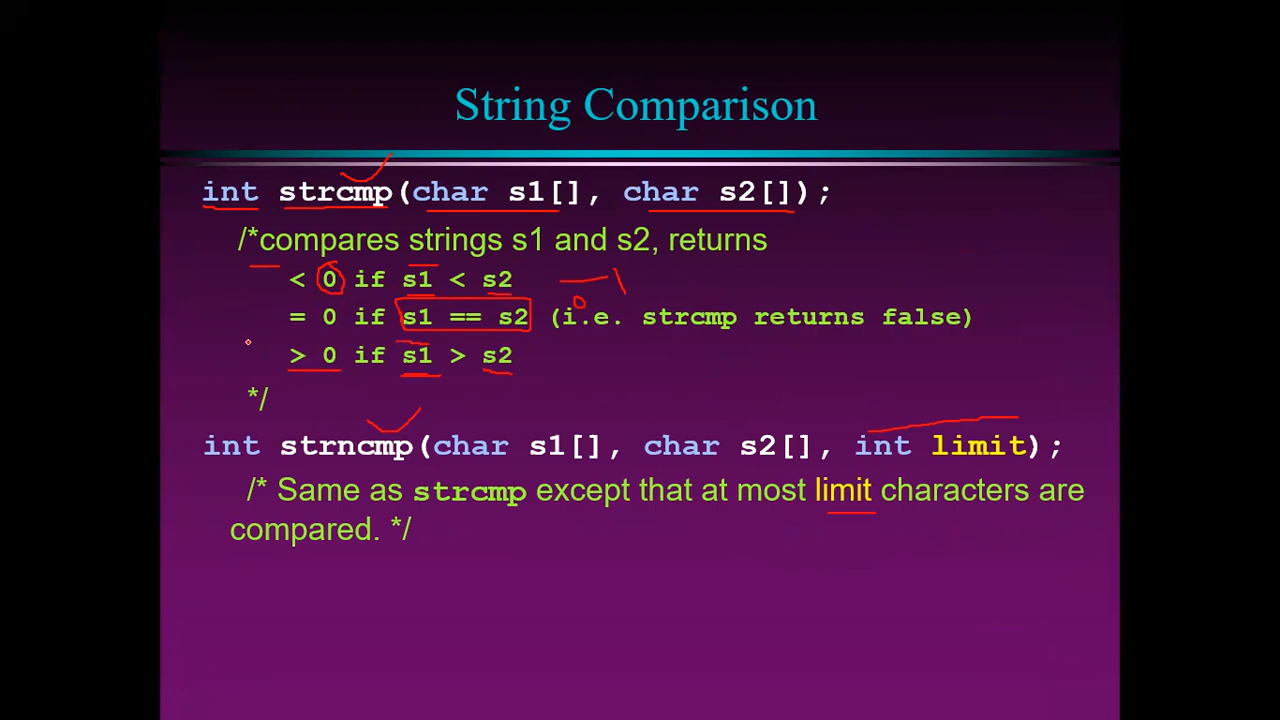 String Comparison
int strcmp(char s1[], char s2[]);
/*compares strings s1 and s2, returns
< 0 if s1 < s2
= 0 if s1 == s2 (i.e. strcmp returns false)
> 0 if s1 > s2
*/
int strncmp(char s1[], char s2[], int limit);
/* Same as strcmp except that at most limit characters are
compared. */